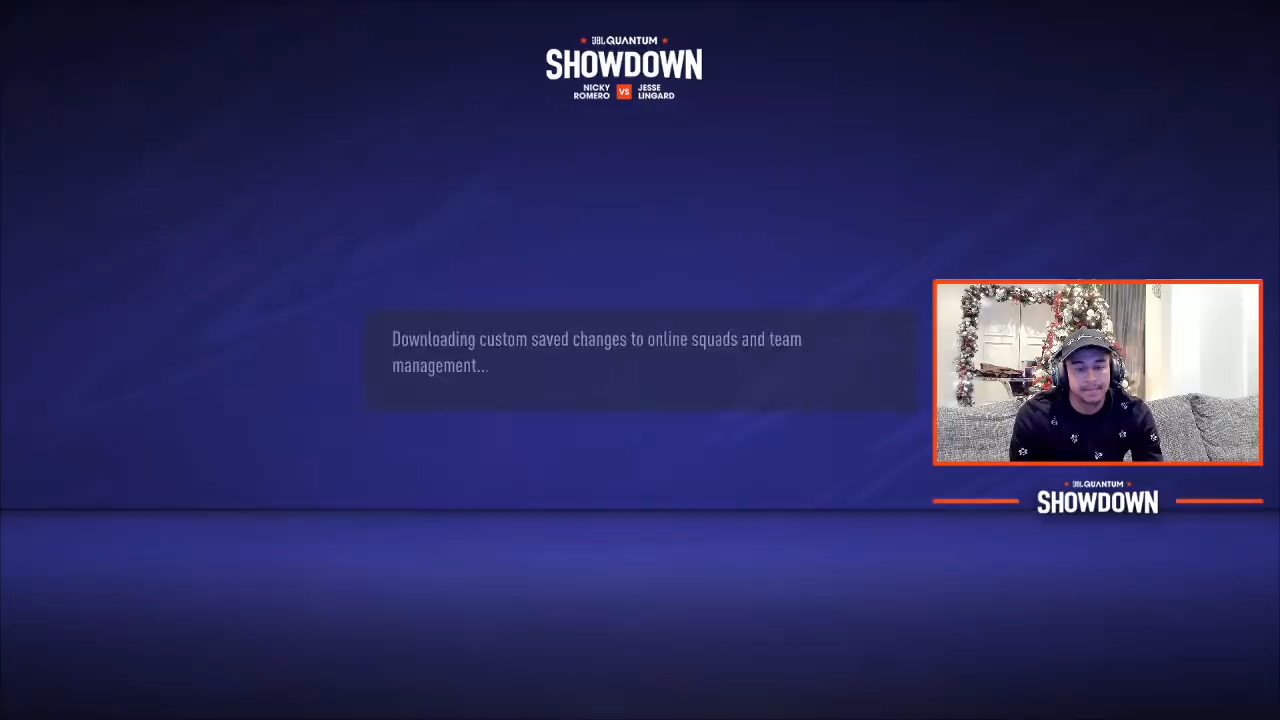 JBL QUANTUM
SHOWDOWN
NICKY ROMERO VS JESSE LINGARD
Downloading custom saved changes to online squads and team
management...
JBL QUANTUM
SHOWDOWN